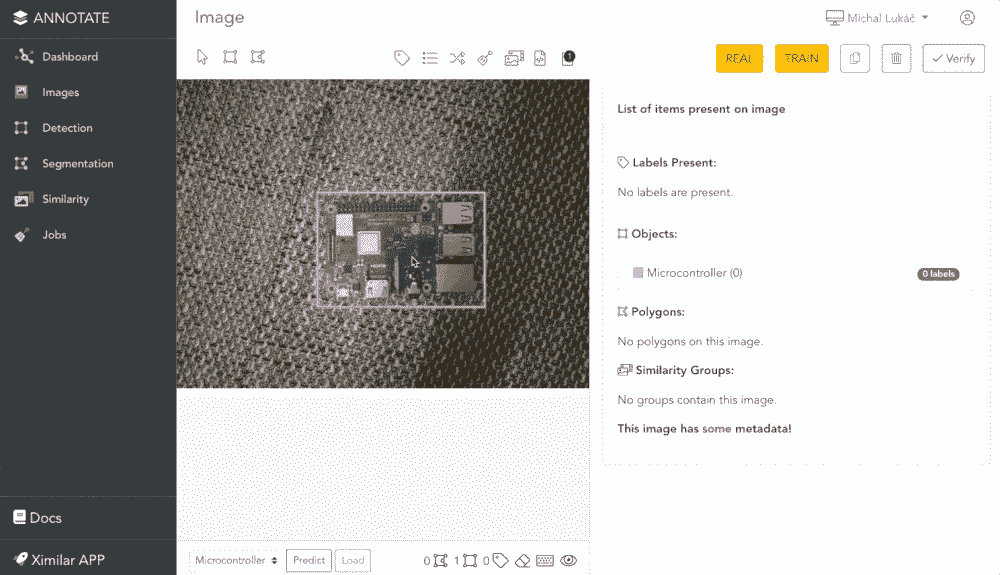 ANNOTATE
Image
Michal Lukáč
Dashboard
Images
Detection
Segmentation
Similarity
Jobs
1
REAL
TRAIN
Verify
List of items present on image
Labels Present:
No labels are present.
Objects:
Microcontroller (0)
0 labels
Polygons:
No polygons on this image.
Similarity Groups:
No groups contain this image.
This image has some metadata!
Docs
Ximilar APP
Microcontroller
Predict
Load
0
1
0